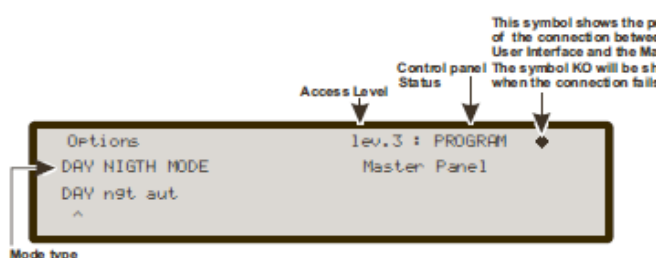 This symbol shows the p
of the connection betwee
User Interface and the Ma
Control panel The symbol KO will be sh
Access Level Status when the connection fails
Options lev.3 : PROGRAM
DAY NIGTH MODE Master Panel
DAY n9t aut
^
Mode type